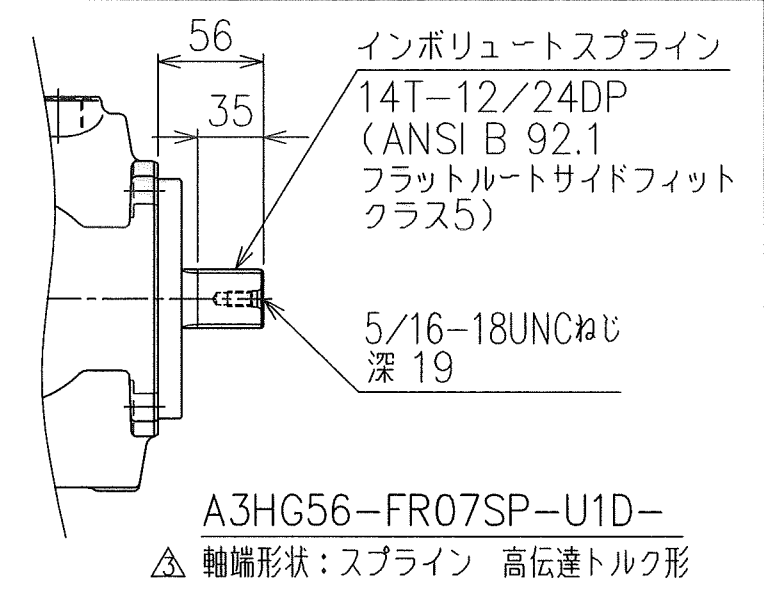 56
35
インボリュートスプライン
14T-12/24DP
(ANSI B 92.1
フラットルートサイドフィット
クラス5)
5/16-18UNCねじ
深 19
A3HG56-FR07SP-U1D-
3 軸端形状:スプライン 高伝達トルク形